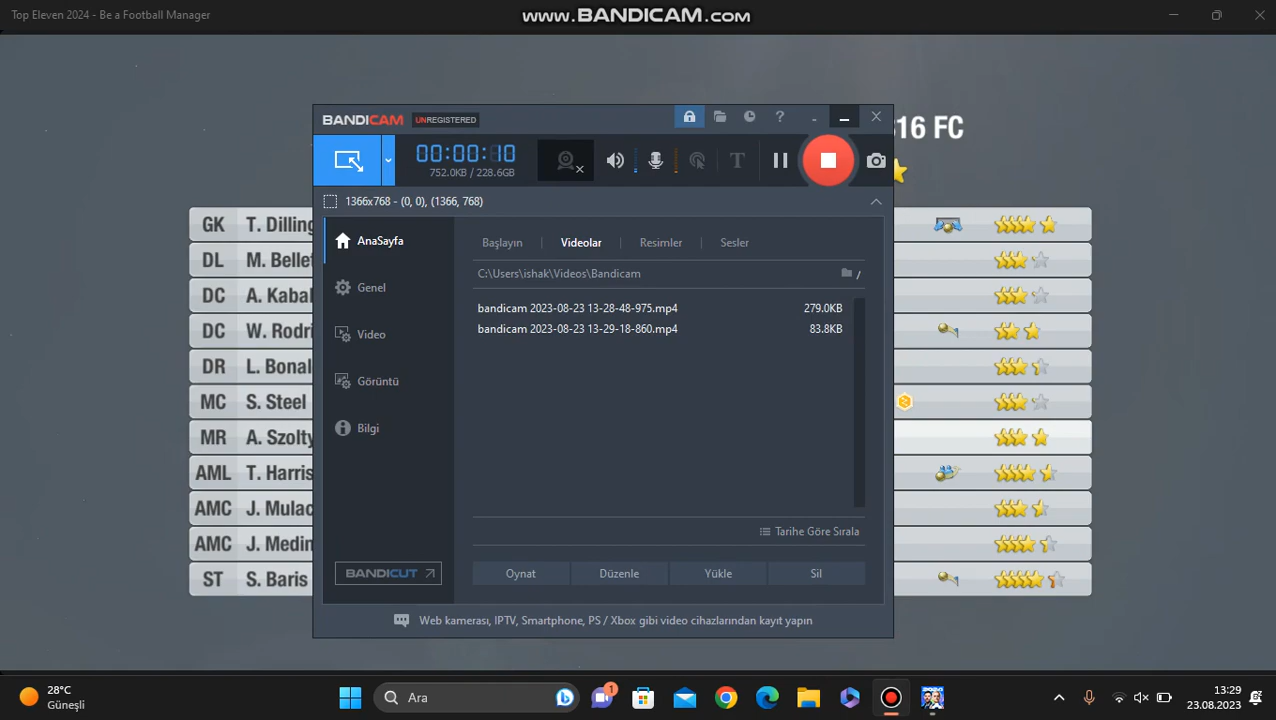 Top Eleven 2024 - Be a Football Manager
www.BANDICAM.com
16 FC
BANDICAM UNREGISTERED
00:00:10
752.0KB / 228.6GB
1366x768 - (0, 0), (1366, 768)
AnaSayfa
Genel
Video
Görüntü
Bilgi
BANDICUT
Başlayın
Videolar
Resimler
Sesler
C:\Users\ishak\Videos\Bandicam
/
bandicam 2023-08-23 13-28-48-975.mp4 279.0KB
bandicam 2023-08-23 13-29-18-860.mp4 83.8KB
Tarihe Göre Sırala
Oynat
Düzenle
Yükle
Sil
Web kamerası, IPTV, Smartphone, PS / Xbox gibi video cihazlarından kayıt yapın
GK T. Dilling
DL M. Bellet
DC A. Kabal
DC W. Rodri
DR L. Bonal
MC S. Steel
MR A. Szolty
AML T. Harris
AMC J. Mulac
AMC J. Medin
ST S. Baris
28°C
Güneşli
Ara
1
13:29
23.08.2023